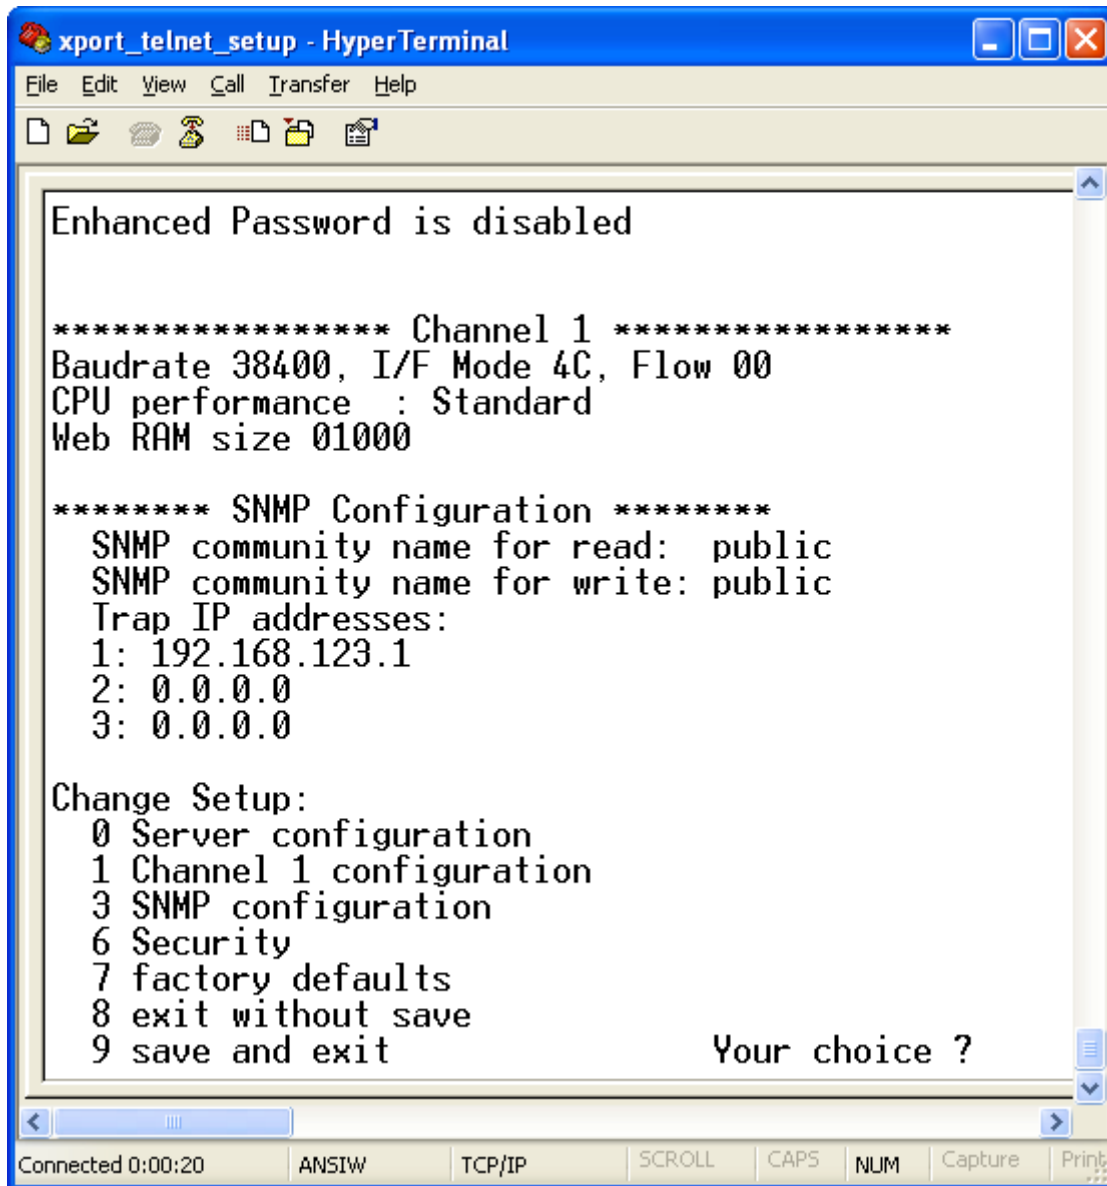 xport_telnet_setup - HyperTerminal
File Edit View Call Transfer Help
Enhanced Password is disabled
***************** Channel 1 *****************
Baudrate 38400, I/F Mode 4C, Flow 00
CPU performance  : Standard
Web RAM size 01000
******** SNMP Configuration ********
SNMP community name for read:  public
SNMP community name for write: public
Trap IP addresses:
1: 192.168.123.1
2: 0.0.0.0
3: 0.0.0.0
Change Setup:
0 Server configuration
1 Channel 1 configuration
3 SNMP configuration
6 Security
7 factory defaults
8 exit without save
9 save and exit                Your choice ?
Connected 0:00:20 ANSIW TCP/IP SCROLL CAPS NUM Capture Print